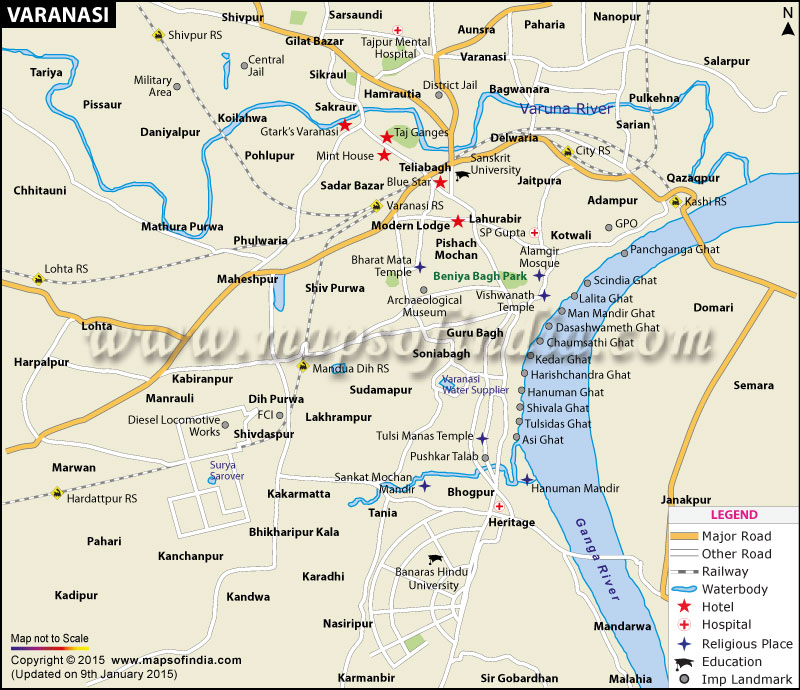 VARANASI
Shivpur
Sarsaundi
Nanopur
N
Shivpur RS
Gilat Bazar
Tajpur Mental
Hospital
Aunsra
Paharia
Tariya
Central
Jail
Varanasi
Salarpur
Military
Area
Sikraul
Hamrautia
District Jail
Bagwanara
Pulkehna
Pissaur
Sakraur
Varuna River
Koilahwa
Sarian
Daniyalpur
Gtark's Varanasi
Taj Ganges
Delwaria
City RS
Pohlupur
Mint House
Teliabagh
Sanskrit
University
Chhitauni
Sadar Bazar
Blue Star
Jaitpura
Qazaqpur
Varanasi RS
Adampur
Kashi RS
Mathura Purwa
Modern Lodge
Lahurabir
SP Gupta
GPO
Phulwaria
Pishach
Mochan
Kotwali
Bharat Mata
Temple
Alamgir
Mosque
Panchganga Ghat
Lohta RS
Maheshpur
Beniya Bagh Park
Shiv Purwa
Archaeological
Museum
Vishwanath
Temple
Scindia Ghat
Lalita Ghat
Domari
Lohta
Man Mandir Ghat
Guru Bagh
Dasashwameth Ghat
www.mapsofindia.com
Chaumsathi Ghat
Soniabagh
Harpalpur
Mandua Dih RS
Kedar Ghat
Kabiranpur
Varanasi
Water Supplier
Harishchandra Ghat
Semara
Manrauli
Dih Purwa
Sudamapur
Hanuman Ghat
Diesel Locomotive
Works
FCI
Lakhrampur
Shivala Ghat
Shivdaspur
Tulsidas Ghat
Tulsi Manas Temple
Asi Ghat
Marwan
Surya
Sarover
Pushkar Talab
Sankat Mochan
Mandir
Hardattpur RS
Kakarmatta
Bhogpur
Hanuman Mandir
Janakpur
Tania
Heritage
Pahari
Bhikharipur Kala
Ganga River
Kanchanpur
Karadhi
Banaras Hindu
University
Kadipur
Kandwa
Nasiripur
Mandarwa
Karmanbir
Sir Gobardhan
Malahia
LEGEND
Major Road
Other Road
Railway
Waterbody
Hotel
Hospital
Religious Place
Education
Imp Landmark
Map not to Scale
Copyright © 2015 www.mapsofindia.com
(Updated on 9th January 2015)